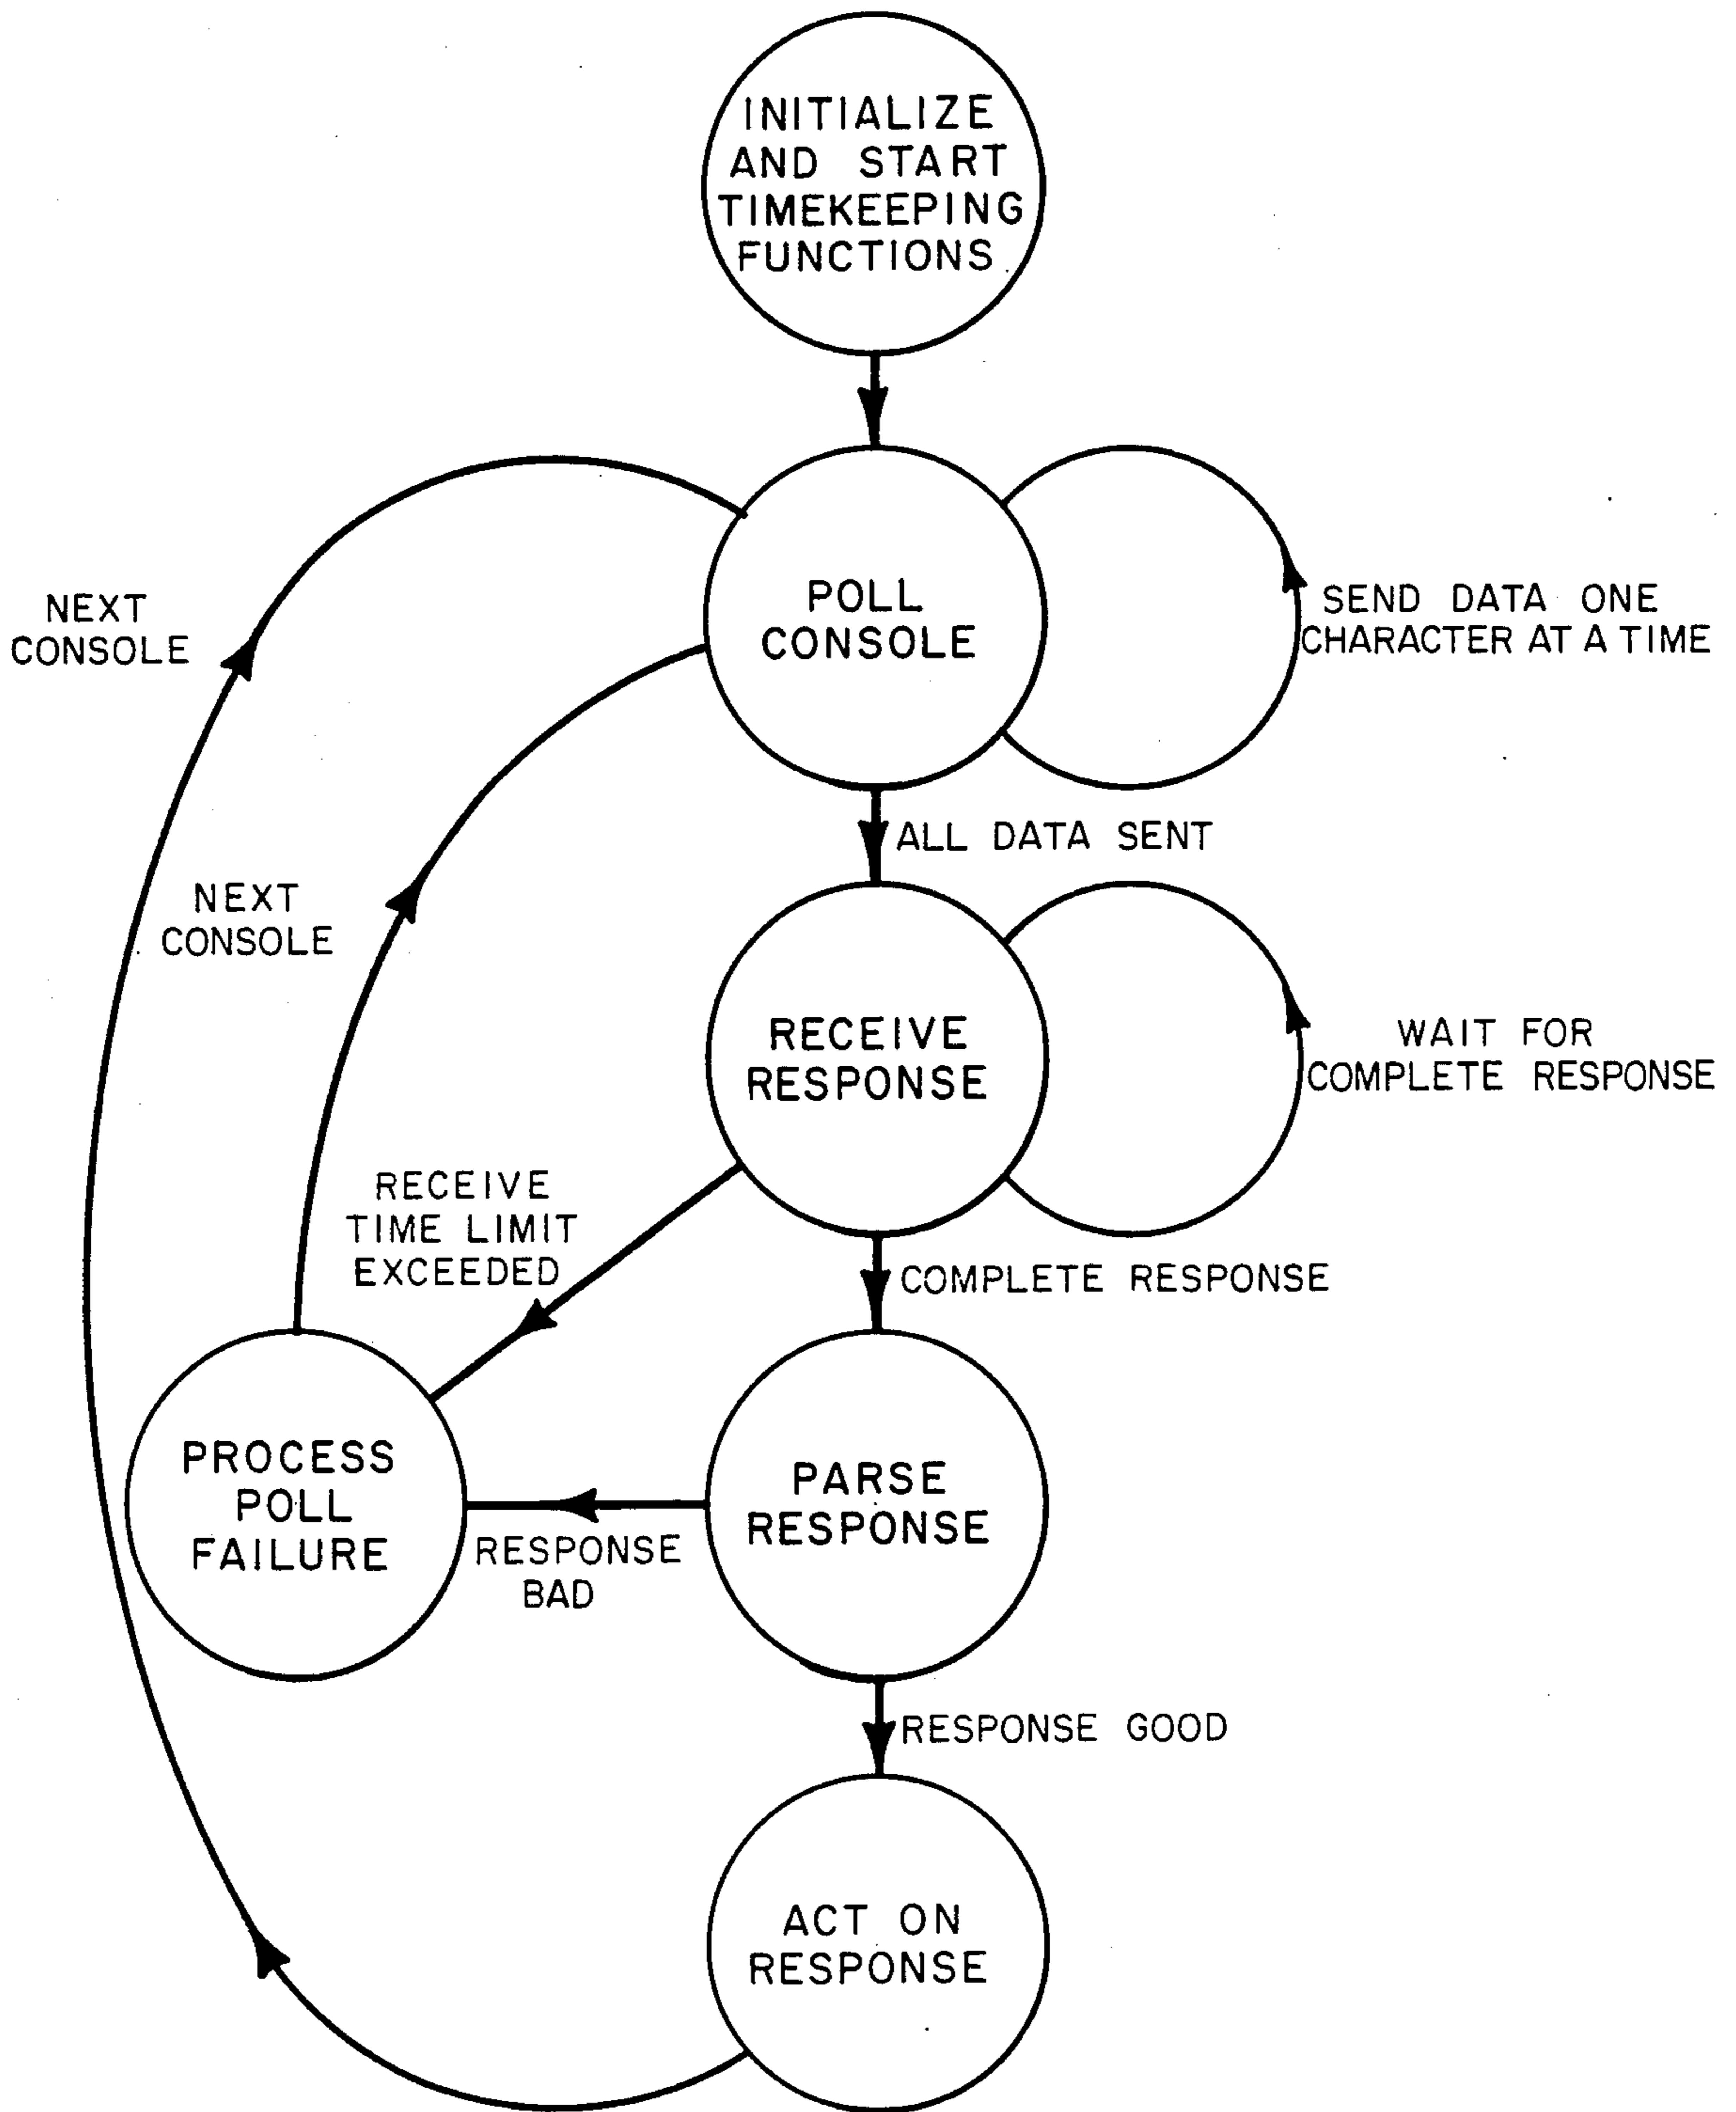 INITIALIZE
AND START
TIMEKEEPING
FUNCTIONS
NEXT
CONSOLE
POLL
CONSOLE
SEND DATA ONE
CHARACTER AT A TIME
ALL DATA SENT
NEXT
CONSOLE
RECEIVE
RESPONSE
WAIT FOR
COMPLETE RESPONSE
RECEIVE
TIME LIMIT
EXCEEDED
COMPLETE RESPONSE
PROCESS
POLL
FAILURE
RESPONSE
BAD
PARSE
RESPONSE
RESPONSE GOOD
ACT ON
RESPONSE